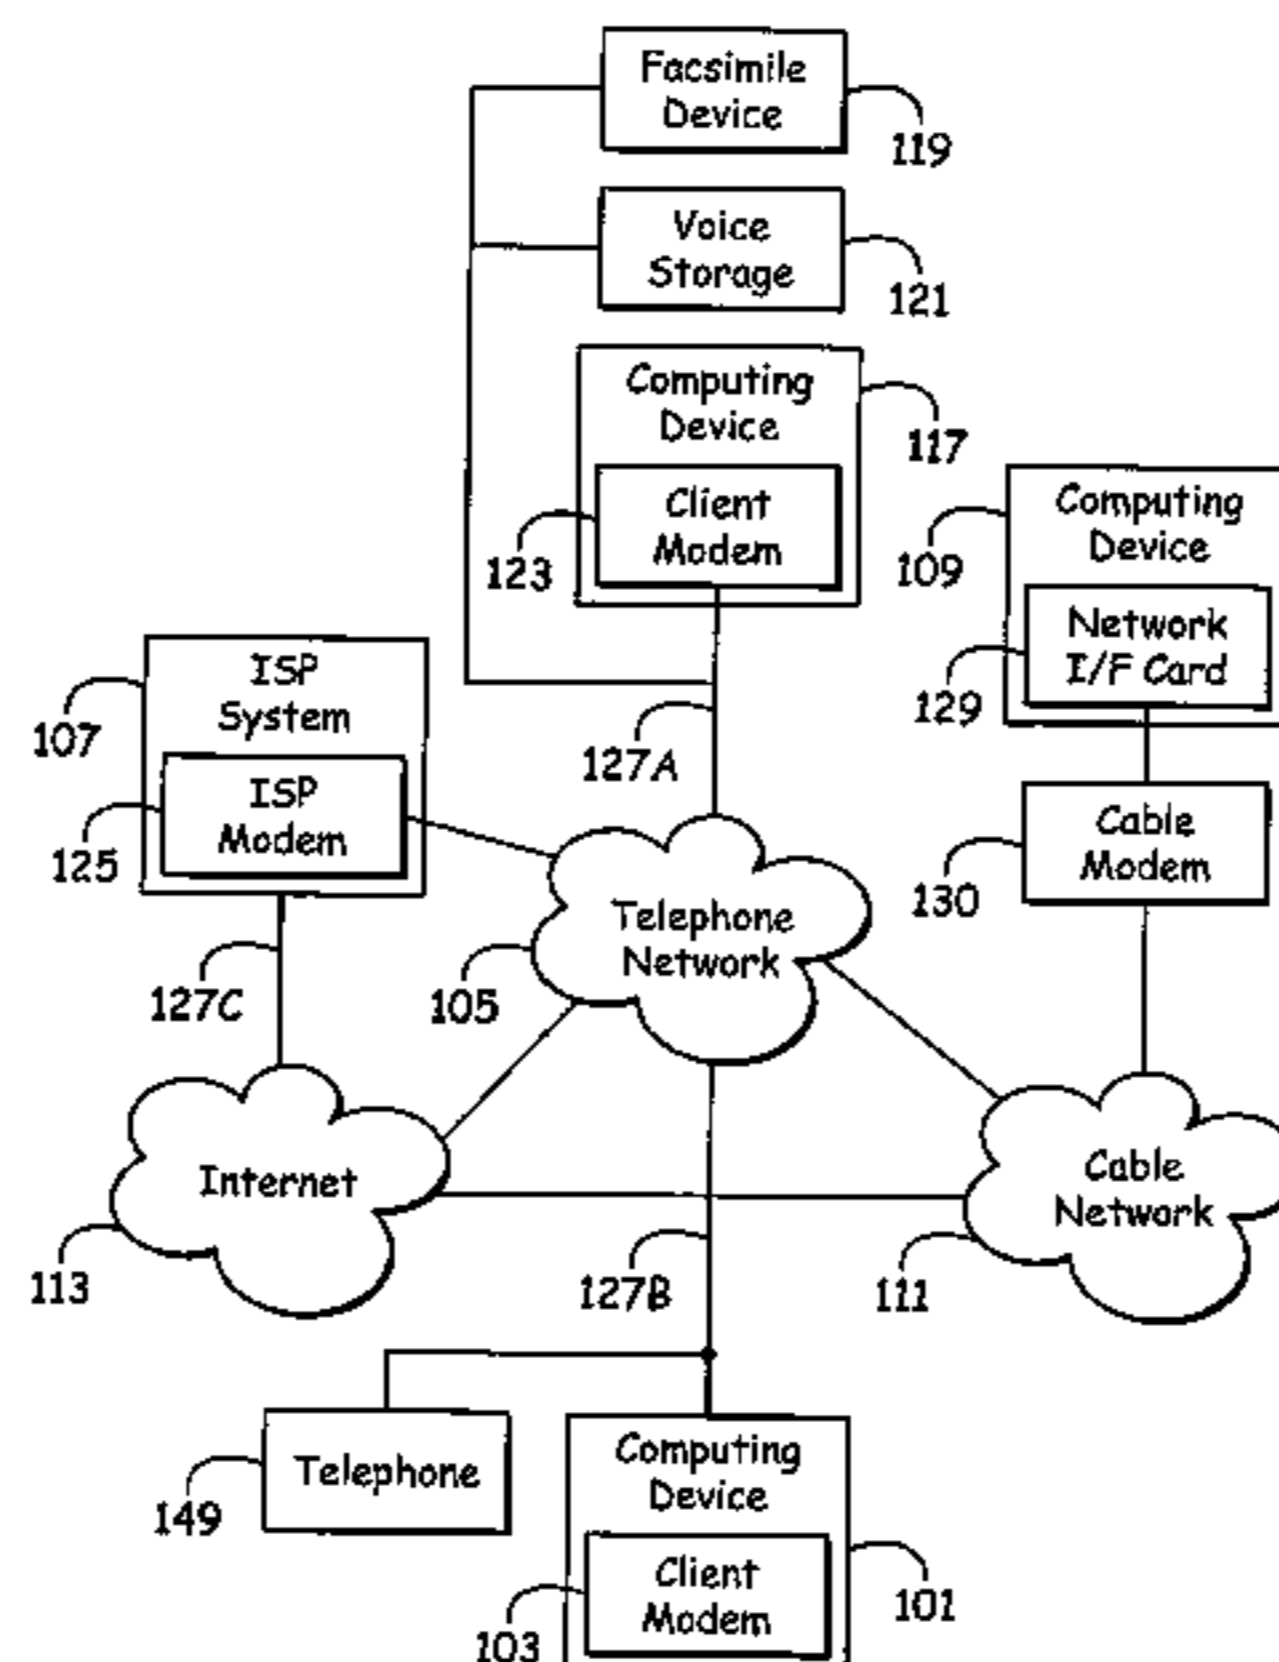 Facsimile
Device
119
Voice
Storage
121
Computing
Device
117
Client
Modem
123
Computing
Device
109
Network
I/F Card
129
ISP
System
107
ISP
Modem
125
127A
Cable
Modem
130
Telephone
Network
105
127C
Internet
113
Cable
Network
111
127B
Telephone
149
Computing
Device
101
Client
Modem
103